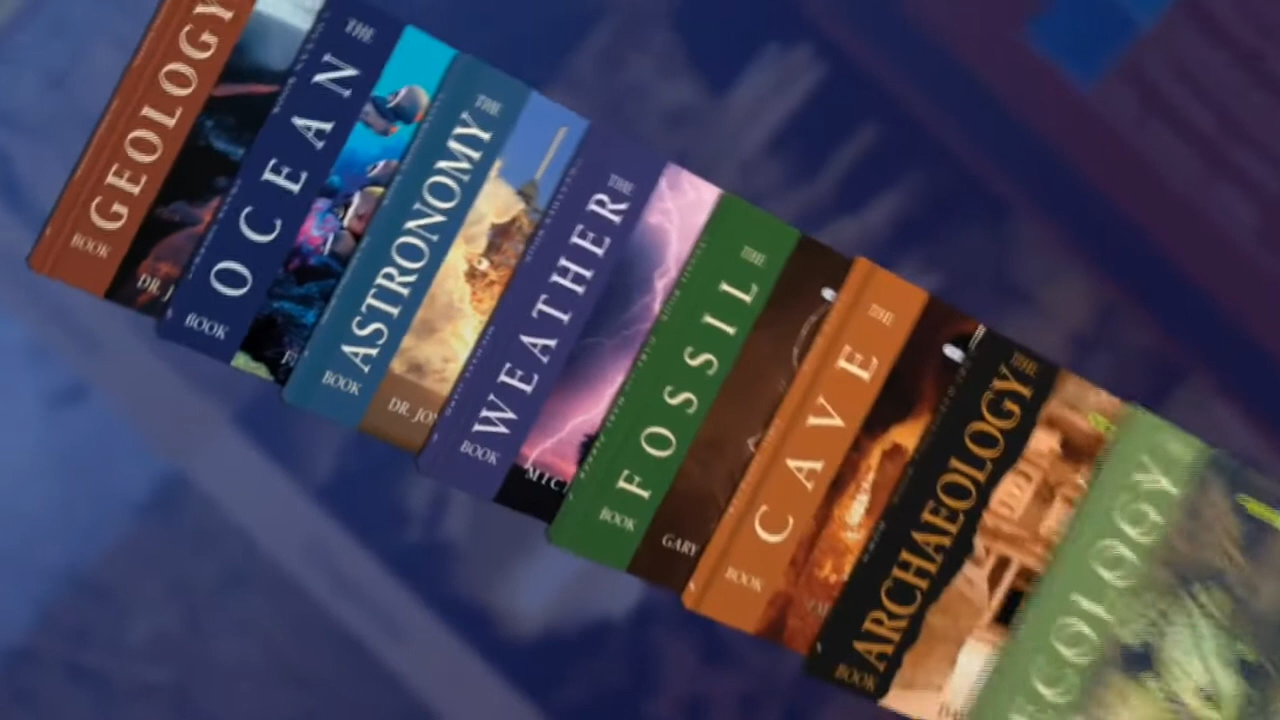 GEOLOGY
BOOK
DR. J
THE
OCEAN
BOOK
THE
ASTRONOMY
BOOK
DR. JO
THE
WEATHER
BOOK
MIC
THE
FOSSIL
BOOK
GARY
THE
CAVE
BOOK
THE
ARCHAEOLOGY
BOOK
ECOLOGY